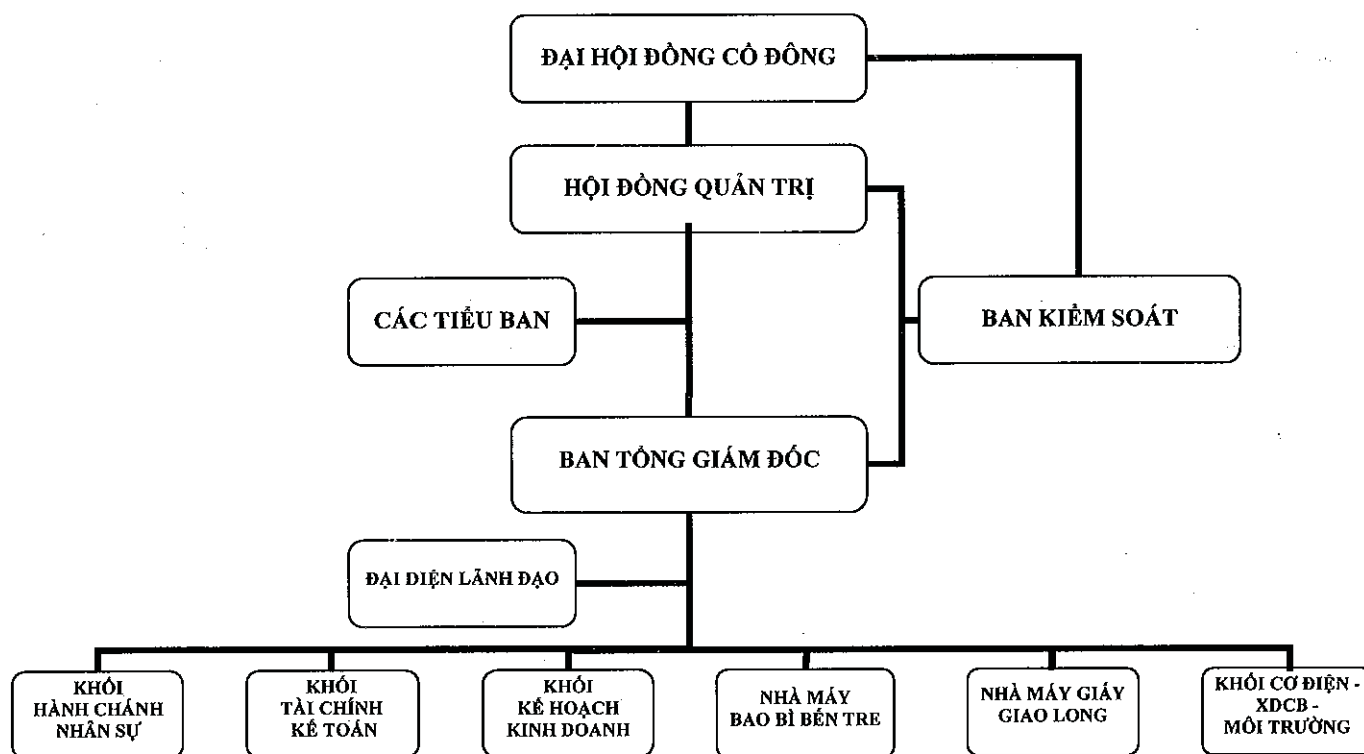 ĐẠI HỘI ĐỒNG CỔ ĐÔNG
HỘI ĐỒNG QUẢN TRỊ
CÁC TIỂU BAN
BAN KIỂM SOÁT
BAN TỔNG GIÁM ĐỐC
ĐẠI DIỆN LÃNH ĐẠO
KHỐI
HÀNH CHÁNH
NHÂN SỰ
KHỐI
TÀI CHÍNH
KẾ TOÁN
KHỐI
KẾ HOẠCH
KINH DOANH
NHÀ MÁY
BAO BÌ BẾN TRE
NHÀ MÁY GIẤY
GIAO LONG
KHỐI CƠ ĐIỆN -
XDCB -
MÔI TRƯỜNG